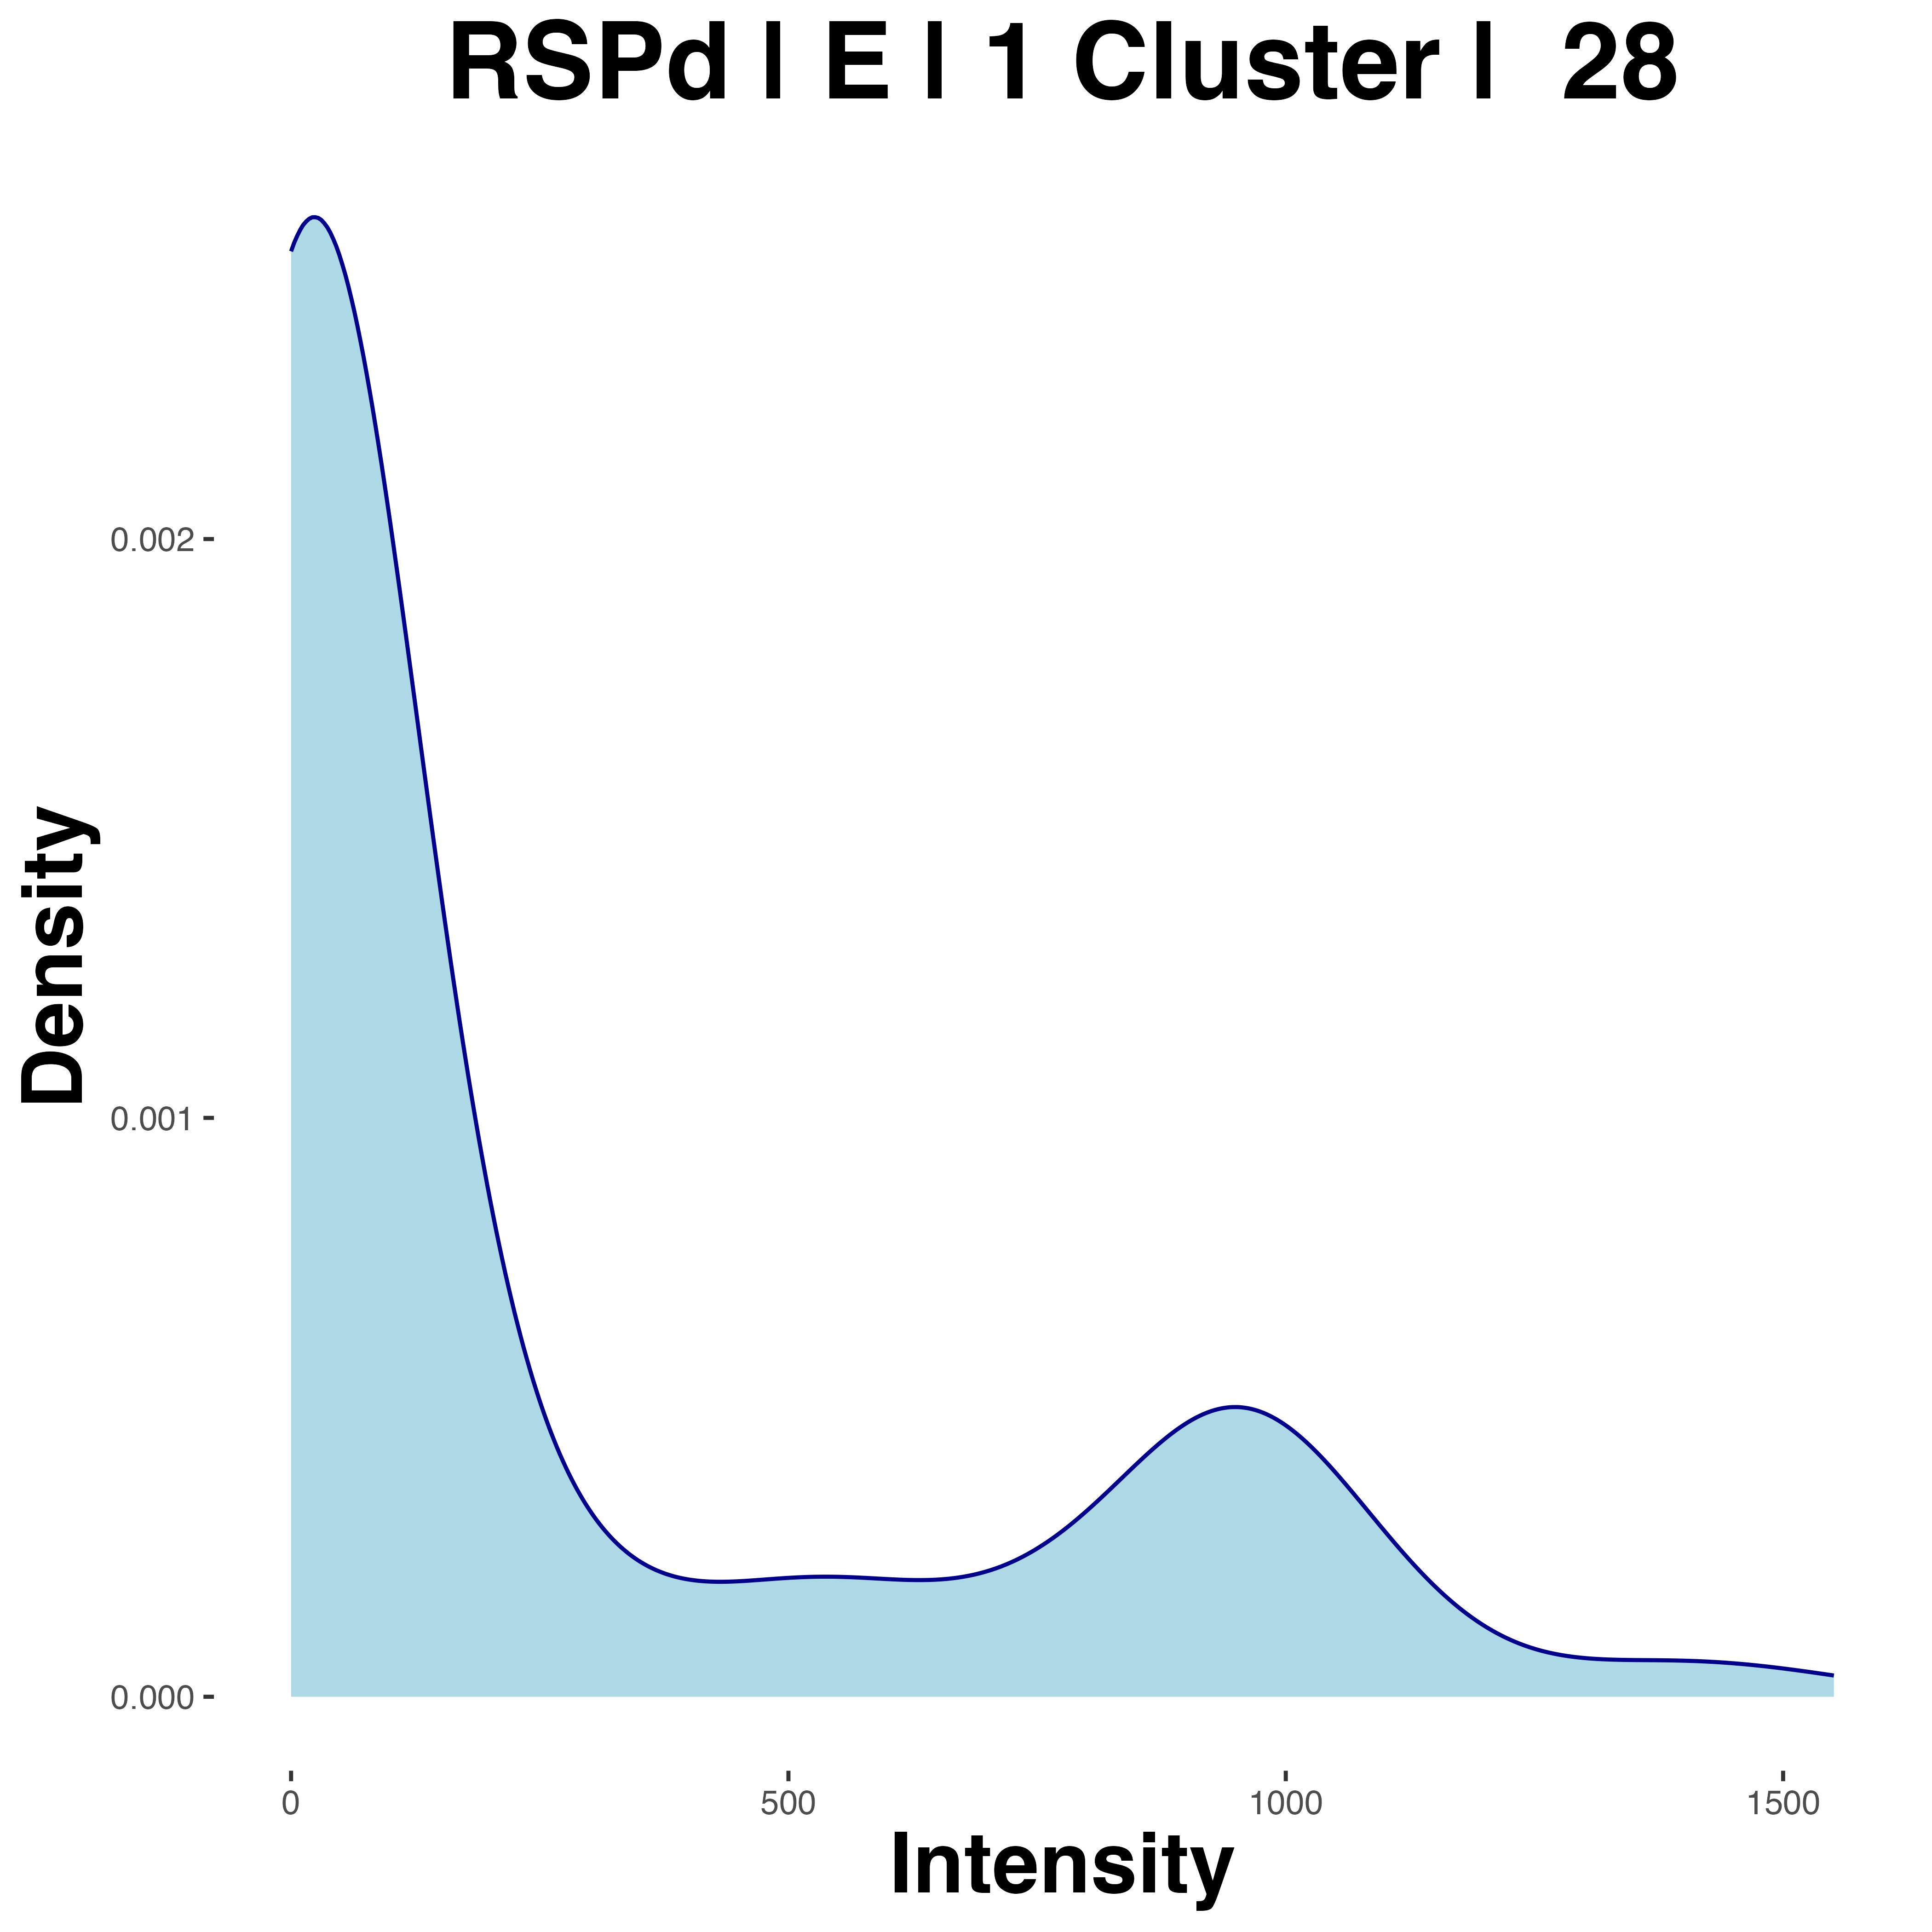 RSPd | E | 1 Cluster |  28
Density
0.002
0.001
0.000
0 500 1000 1500
Intensity